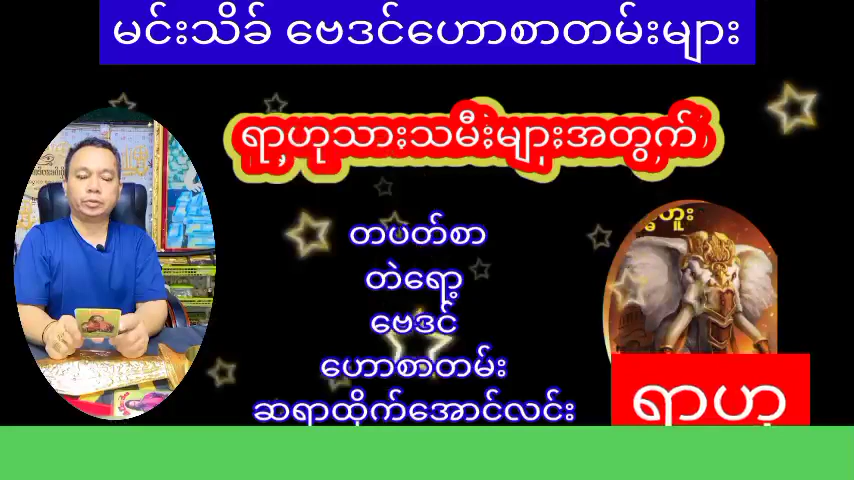 မင်းသိခ် ဗေဒင်ဟောစာတမ်းများ
ရာဟုသားသမီးများအတွက်
တပတ်စာ
တဲရော့
ဗေဒင်
ဟောစာတမ်း
ဆရာထိုက်အောင်လင်း
ရာဟု